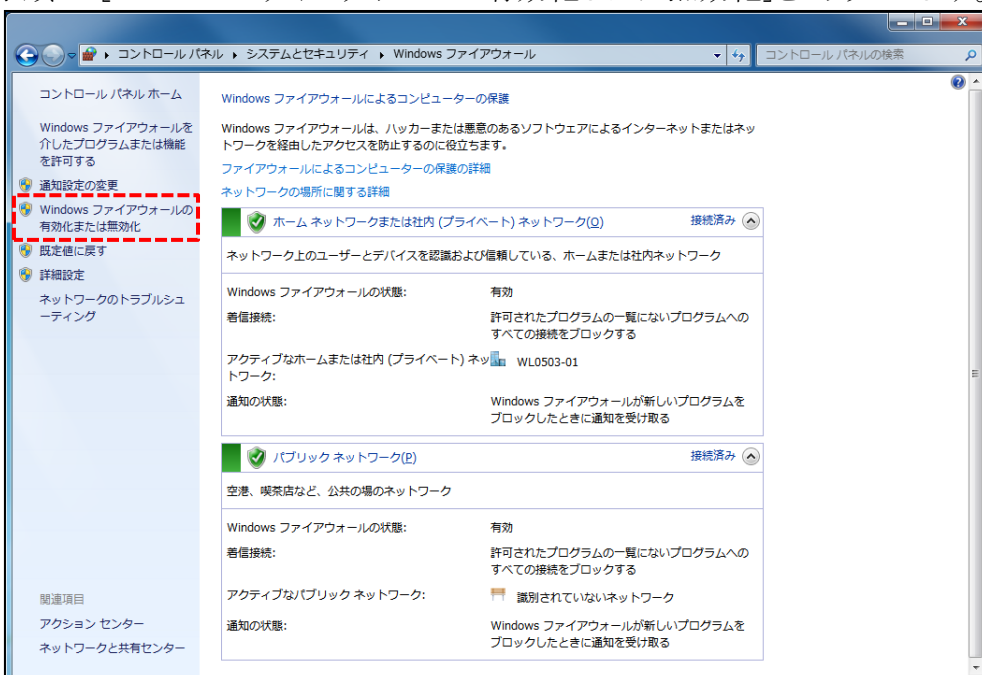 コントロール パネル ▸ システムとセキュリティ ▸ Windows ファイアウォール
コントロール パネルの検索
コントロール パネル ホーム
Windows ファイアウォールを
介したプログラムまたは機能
を許可する
通知設定の変更
Windows ファイアウォールの
有効化または無効化
既定値に戻す
詳細設定
ネットワークのトラブルシュ
ーティング
関連項目
アクション センター
ネットワークと共有センター
Windows ファイアウォールによるコンピューターの保護
Windows ファイアウォールは、ハッカーまたは悪意のあるソフトウェアによるインターネットまたはネッ
トワークを経由したアクセスを防止するのに役立ちます。
ファイアウォールによるコンピューターの保護の詳細
ネットワークの場所に関する詳細
ホーム ネットワークまたは社内 (プライベート) ネットワーク(O) 接続済み
ネットワーク上のユーザーとデバイスを認識および信頼している、ホームまたは社内ネットワーク
Windows ファイアウォールの状態: 有効
着信接続: 許可されたプログラムの一覧にないプログラムへの
すべての接続をブロックする
アクティブなホームまたは社内 (プライベート) ネッ WL0503-01
トワーク:
通知の状態: Windows ファイアウォールが新しいプログラムを
ブロックしたときに通知を受け取る
パブリック ネットワーク(P) 接続済み
空港、喫茶店など、公共の場のネットワーク
Windows ファイアウォールの状態: 有効
着信接続: 許可されたプログラムの一覧にないプログラムへの
すべての接続をブロックする
アクティブなパブリック ネットワーク: 識別されていないネットワーク
通知の状態: Windows ファイアウォールが新しいプログラムを
ブロックしたときに通知を受け取る